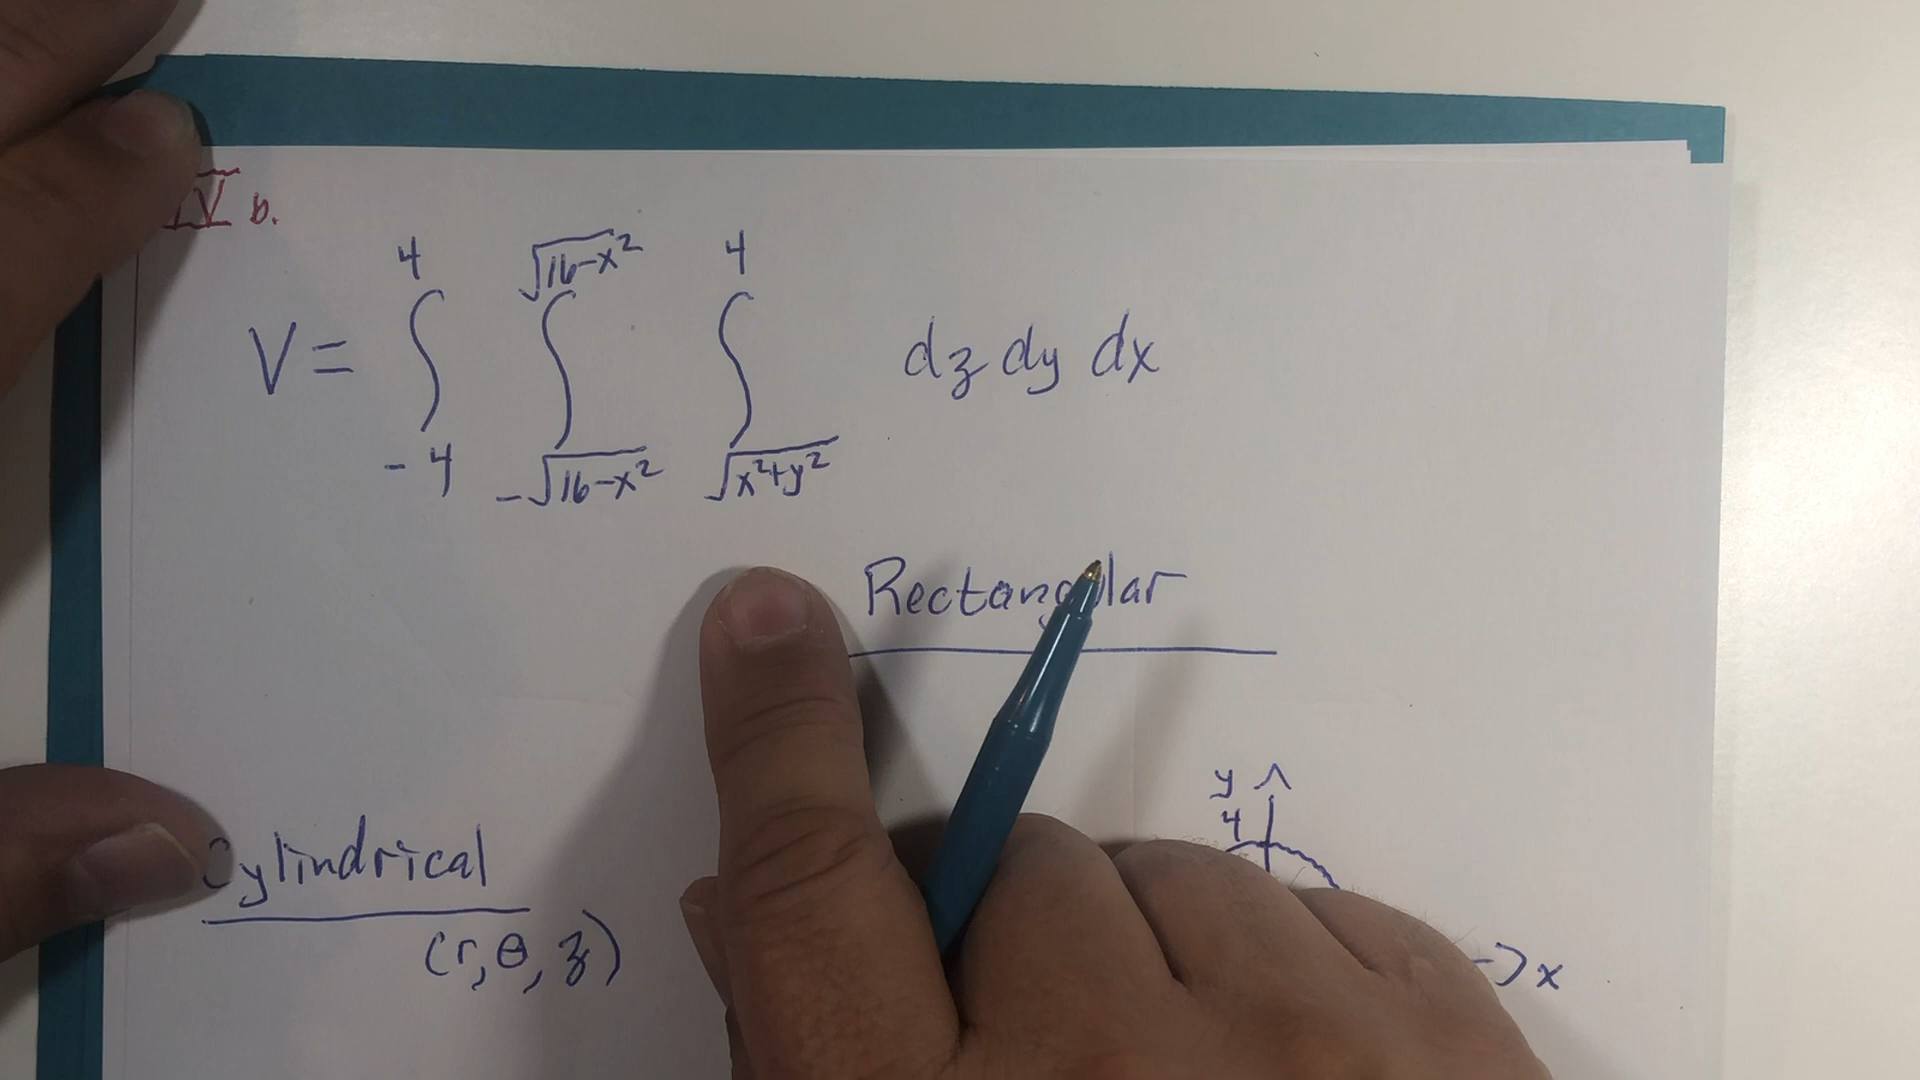 IV b.
4 √16-x² 4
V = ∫ ∫ ∫ dz dy dx
-4 -√16-x² √x²+y²
Rectangular
y
4
Cylindrical
(r, θ, z)
x